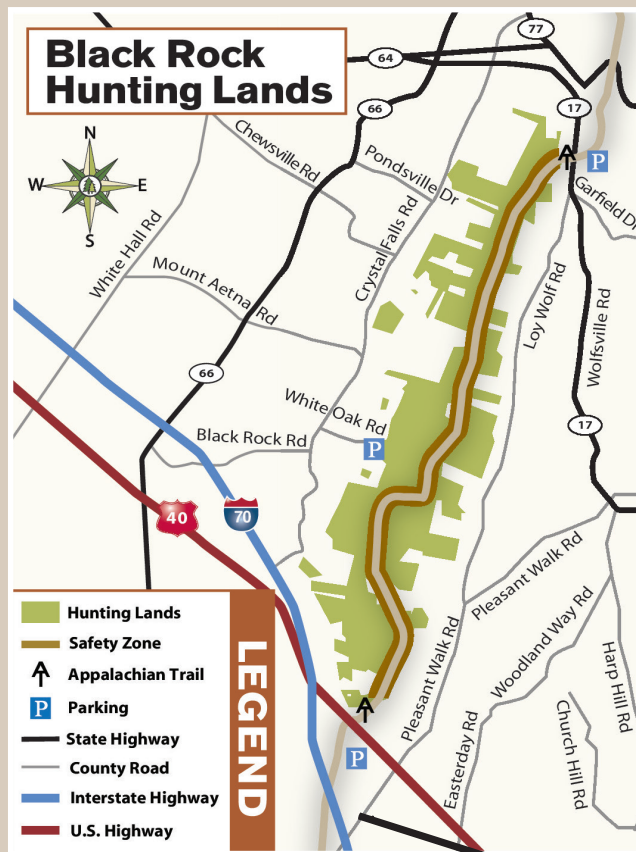 Black Rock
Hunting Lands
77
64
66
17
N
W
E
S
Chewsville Rd
Pondsville Dr
Garfield Dr
White Hall Rd
Crystal Falls Rd
Mount Aetna Rd
Loy Wolf Rd
Wolfsville Rd
66
White Oak Rd
Black Rock Rd
17
P
P
40
70
Pleasant Walk Rd
Woodland Way Rd
Pleasant Walk Rd
Harp Hill Rd
Easterday Rd
Church Hill Rd
P
LEGEND
Hunting Lands
Safety Zone
Appalachian Trail
P
Parking
State Highway
County Road
Interstate Highway
U.S. Highway